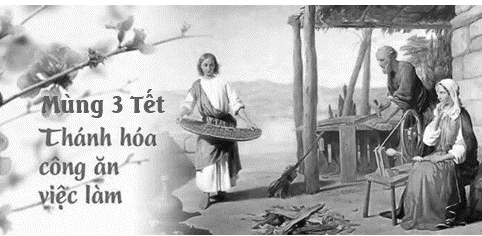 Mùng 3 Tết
Thánh hóa
công ăn
việc làm